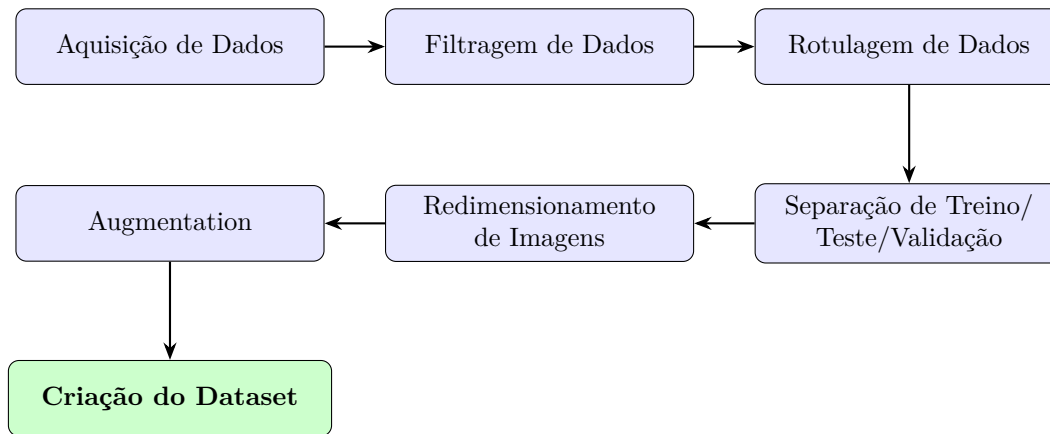 Aquisição de Dados
Filtragem de Dados
Rotulagem de Dados
Separação de Treino/
Teste/Validação
Redimensionamento
de Imagens
Augmentation
Criação do Dataset